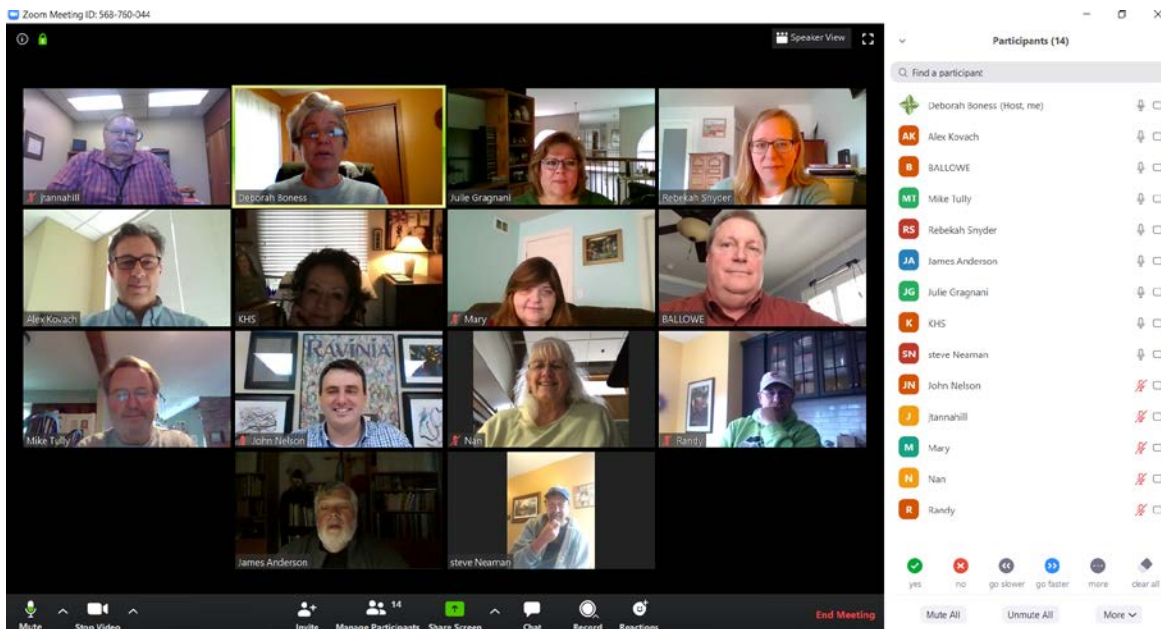 Zoom Meeting ID: 568-760-044
Speaker View
jtannahill
Deborah Boness
Julie Gragnani
Rebekah Snyder
Alex Kovach
KHS
Mary
BALLOWE
RAVINIA
Mike Tully
John Nelson
Nan
Randy
James Anderson
steve Neaman
Mute
Stop Video
Invite
Manage Participants
14
Share Screen
Chat
Record
Reactions
End Meeting
Participants (14)
Find a participant
Deborah Boness (Host, me)
AK Alex Kovach
B BALLOWE
MT Mike Tully
RS Rebekah Snyder
JA James Anderson
JG Julie Gragnani
K KHS
SN steve Neaman
JN John Nelson
J jtannahill
M Mary
N Nan
R Randy
yes
no
go slower
go faster
more
clear all
Mute All
Unmute All
More